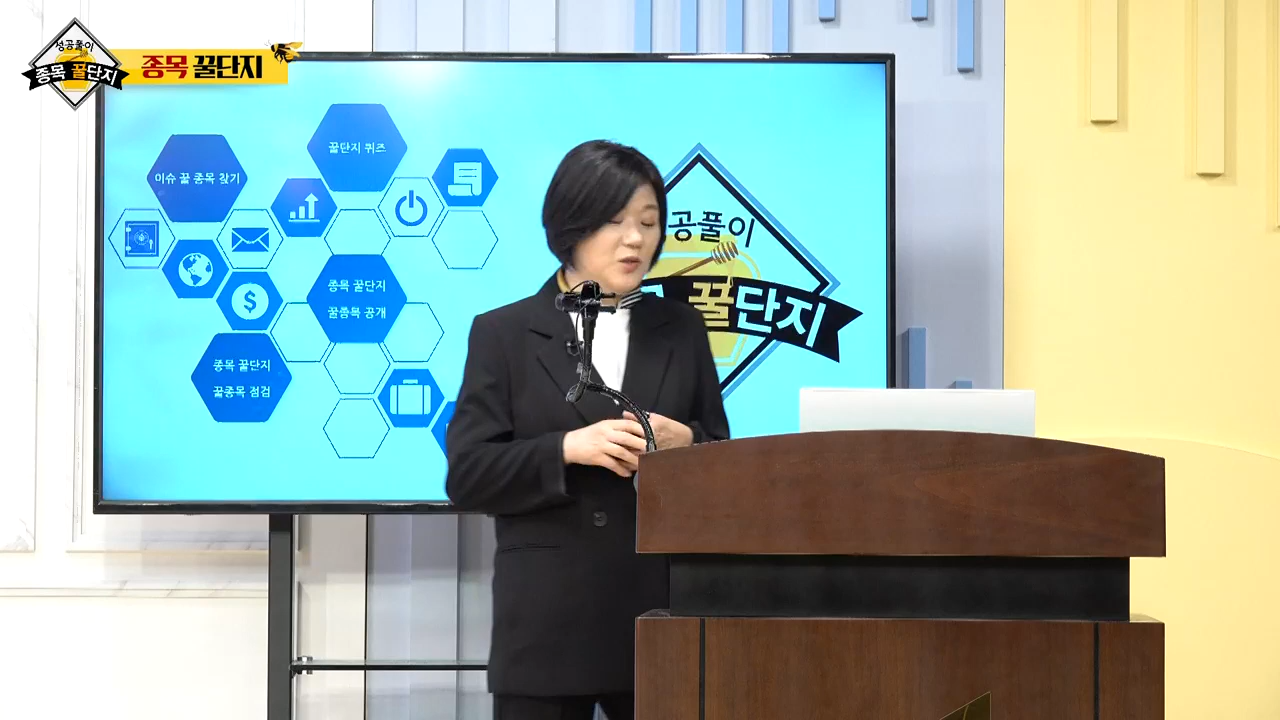 성공풀이
종목 꿀단지
종목 꿀단지
꿀단지 퀴즈
이슈 꿀 종목 찾기
종목 꿀단지
꿀종목 공개
종목 꿀단지
꿀종목 점검
공풀이
꿀단지